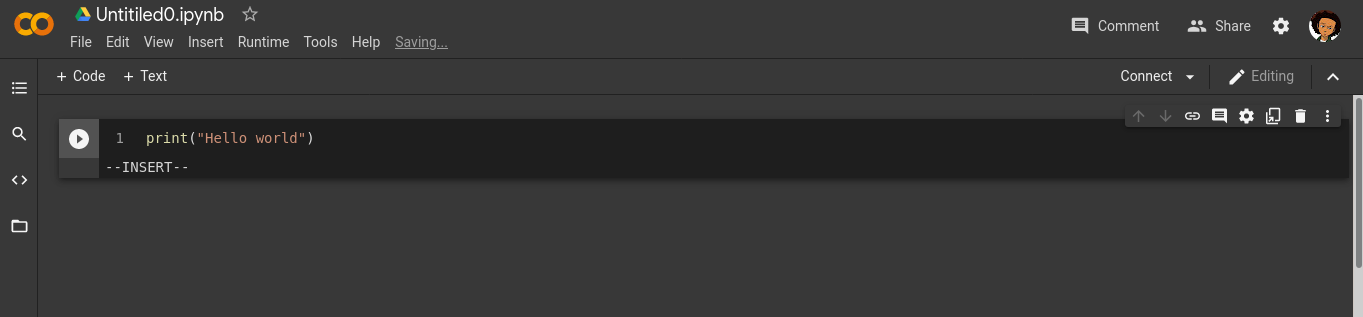 Untitiled0.ipynb
File Edit View Insert Runtime Tools Help Saving...
Comment Share
+ Code + Text
Connect Editing
1 print("Hello world")
--INSERT--